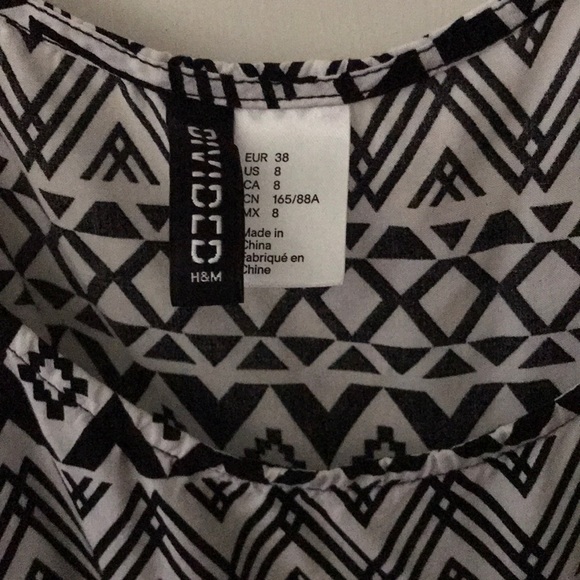 DIVIDED
H&M
EUR 38
US 8
CA 8
CN 165/88A
MX 8
Made in
China
Fabriqué en
Chine